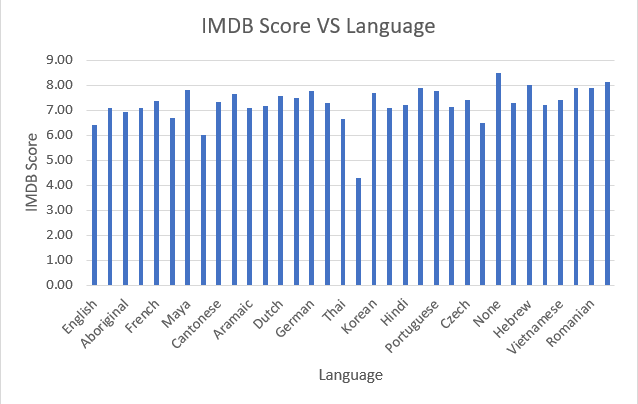 IMDB Score VS Language
9.00
8.00
7.00
6.00
5.00
4.00
3.00
2.00
1.00
0.00
IMDB Score
English
Aboriginal
French
Maya
Cantonese
Aramaic
Dutch
German
Thai
Korean
Hindi
Portuguese
Czech
None
Hebrew
Vietnamese
Romanian
Language